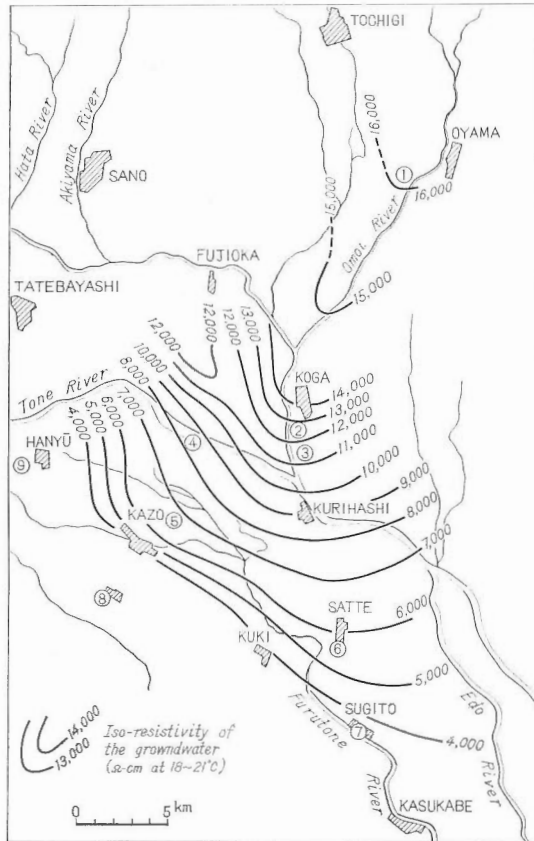 TOCHIGI
16,000
OYAMA
①
16,000
Hata River
Akiyama River
SANO
15,000
Omoi River
FUJIOKA
15,000
TATEBAYASHI
13,000
12,000
12,000
12,000
10,000
8,000
7,000
KOGA
14,000
13,000
②
12,000
③
11,000
Tone River
6,000
5,000
4,000
④
HANYŪ
⑨
10,000
9,000
KAZO
⑤
KURIHASHI
8,000
7,000
⑧
SATTE
6,000
⑥
KUKI
5,000
SUGITO
⑦
4,000
Furutone
River
Edo
River
KASUKABE
14,000
13,000
Iso-resistivity of
the growndwater
(Ω-cm at 18~21°C)
0 5 km